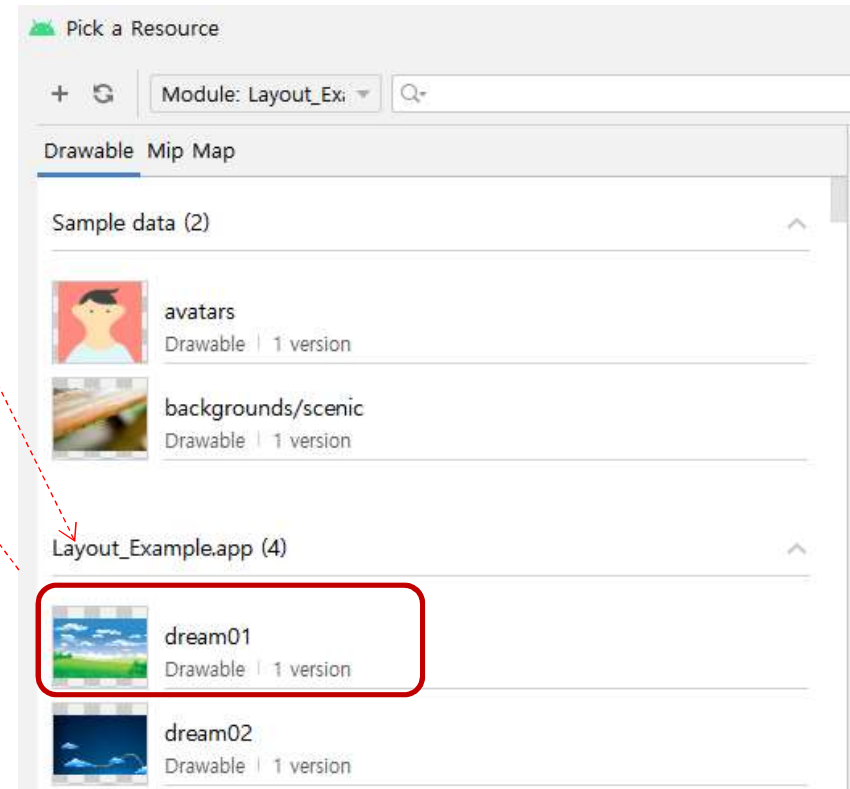 Pick a Resource
Module: Layout_Exa
Drawable Mip Map
Sample data (2)
avatars
Drawable | 1 version
backgrounds/scenic
Drawable | 1 version
Layout_Example.app (4)
dream01
Drawable | 1 version
dream02
Drawable | 1 version